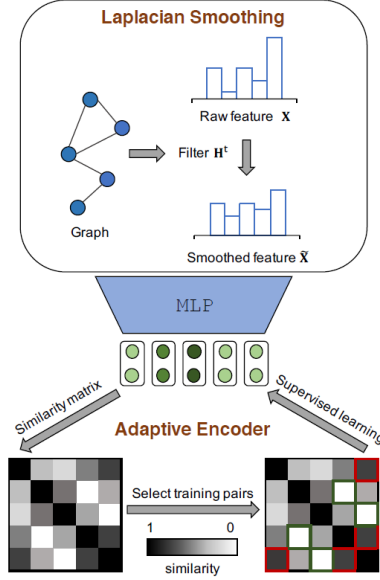 Laplacian Smoothing
Raw feature X
Filter Hᵗ
Graph
Smoothed feature X̃
MLP
Similarity matrix
Supervised learning
Adaptive Encoder
Select training pairs
1 0
similarity